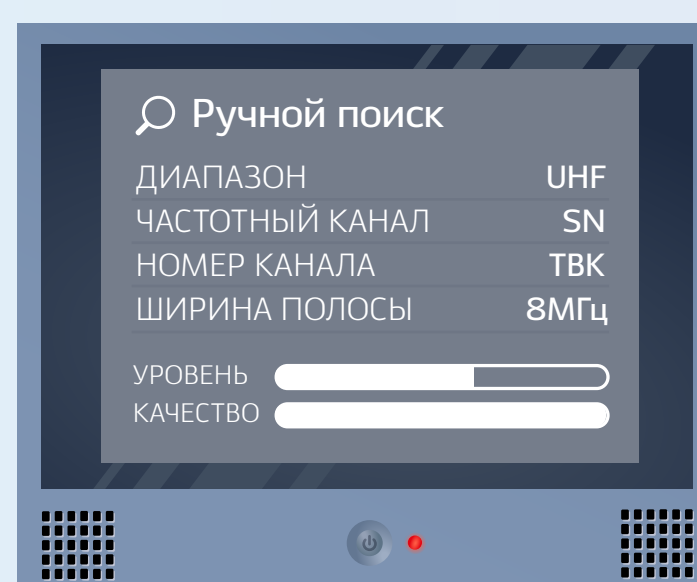 Ручной поиск
ДИАПАЗОН UHF
ЧАСТОТНЫЙ КАНАЛ SN
НОМЕР КАНАЛА ТВК
ШИРИНА ПОЛОСЫ 8МГц
УРОВЕНЬ
КАЧЕСТВО